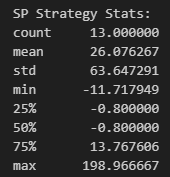 SP Strategy Stats:
count 13.000000
mean 26.076267
std 63.647291
min -11.717949
25% -0.800000
50% -0.800000
75% 13.767606
max 198.966667